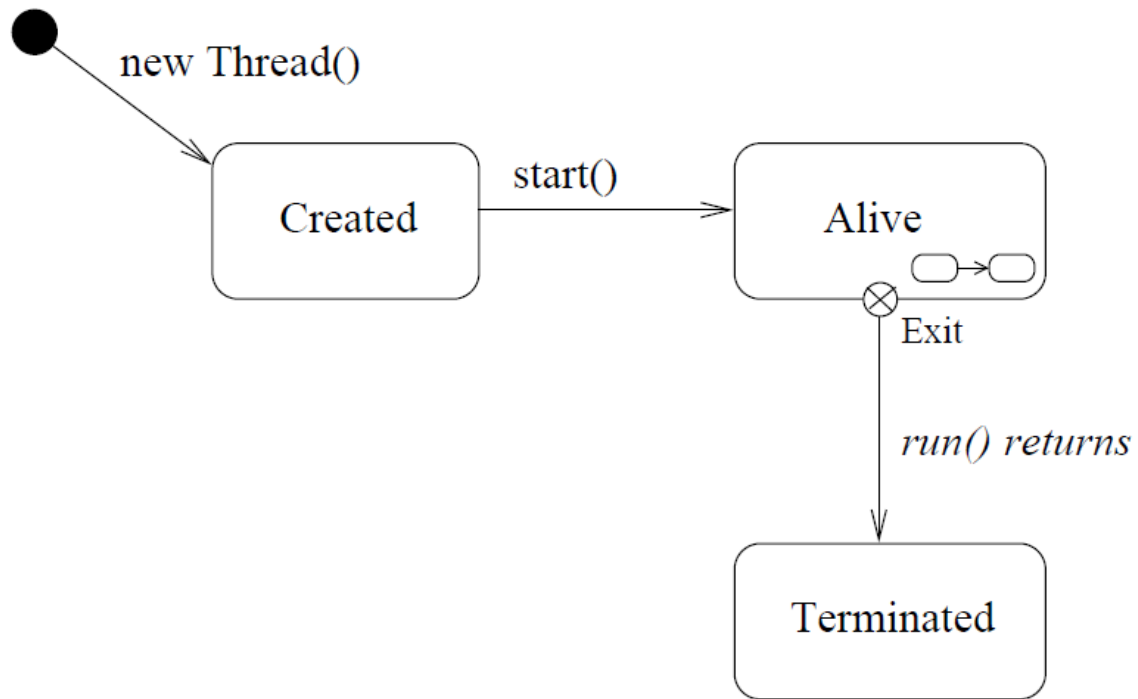 new Thread()
start()
Created
Alive
Exit
run() returns
Terminated